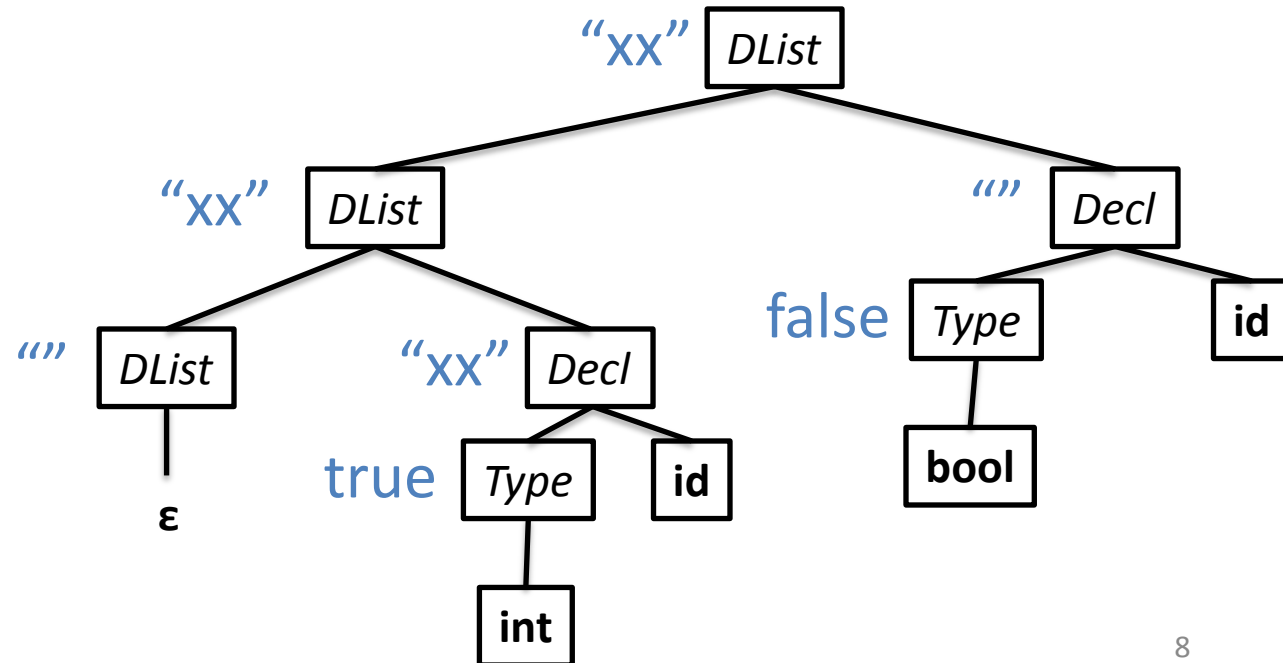 “xx” DList
“xx” DList “” Decl
“” DList “xx” Decl false Type id
ε true Type id bool
int
8